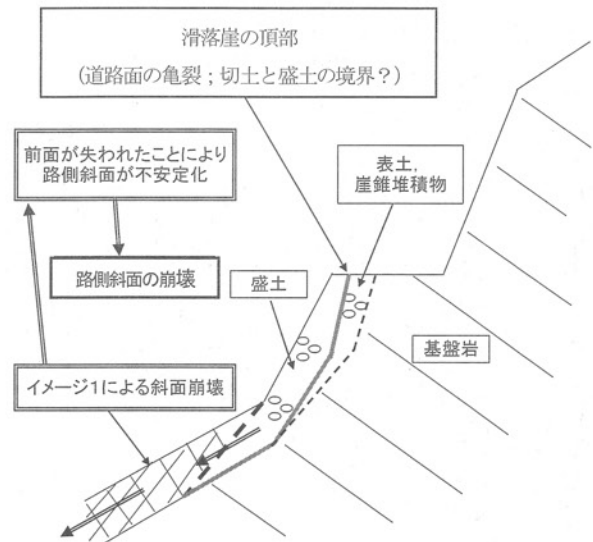 滑落崖の頂部
(道路面の亀裂；切土と盛土の境界？)
前面が失われたことにより
路側斜面が不安定化
表土，
崖錐堆積物
路側斜面の崩壊
盛土
基盤岩
イメージ1による斜面崩壊